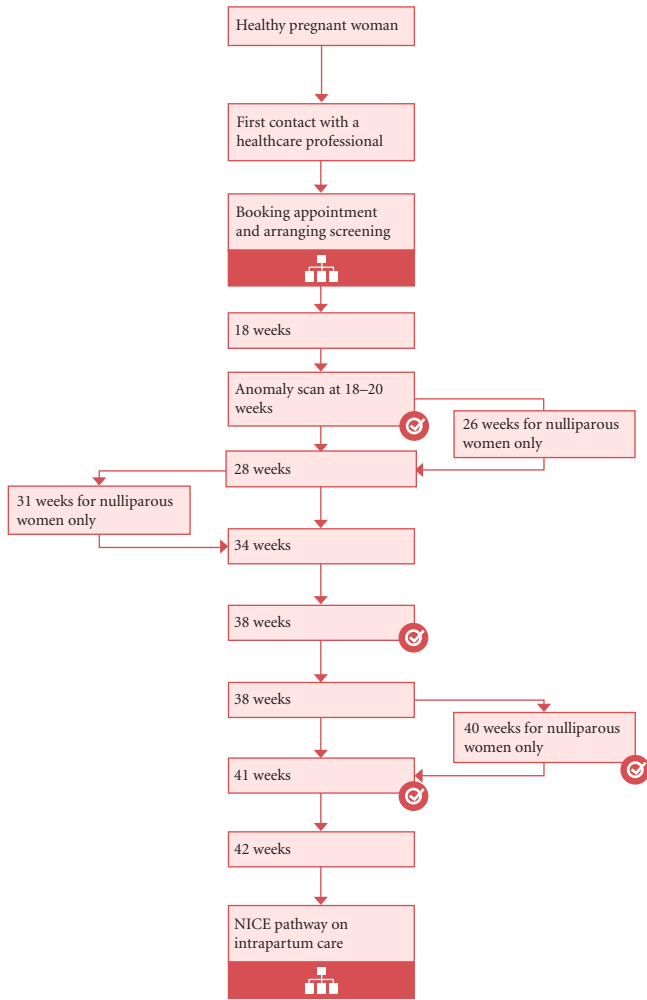 Healthy pregnant woman
First contact with a
healthcare professional
Booking appointment
and arranging screening
18 weeks
Anomaly scan at 18–20
weeks
26 weeks for nulliparous
women only
28 weeks
31 weeks for nulliparous
women only
34 weeks
38 weeks
38 weeks
40 weeks for nulliparous
women only
41 weeks
42 weeks
NICE pathway on
intrapartum care